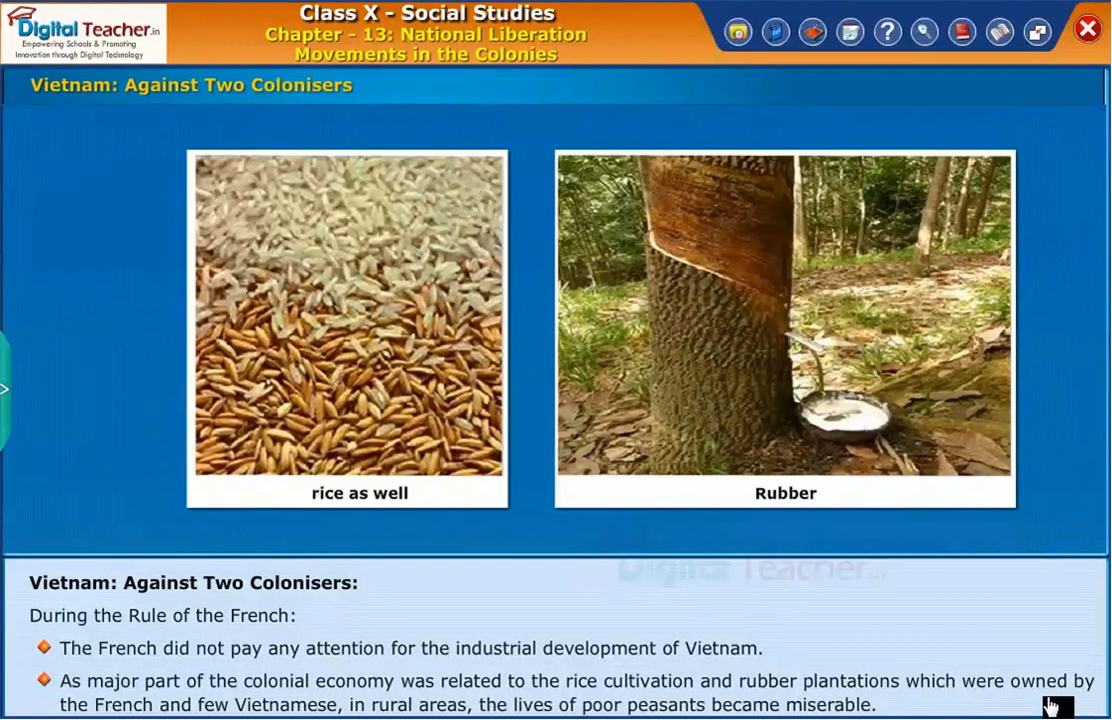 Digital Teacher.in
Empowering Schools & Promoting
Innovation through Digital Technology
Class X - Social Studies
Chapter - 13: National Liberation
Movements in the Colonies
?
Vietnam: Against Two Colonisers
rice as well
Rubber
Digital Teacher.in
Vietnam: Against Two Colonisers:
During the Rule of the French:
The French did not pay any attention for the industrial development of Vietnam.
As major part of the colonial economy was related to the rice cultivation and rubber plantations which were owned by
the French and few Vietnamese, in rural areas, the lives of poor peasants became miserable.